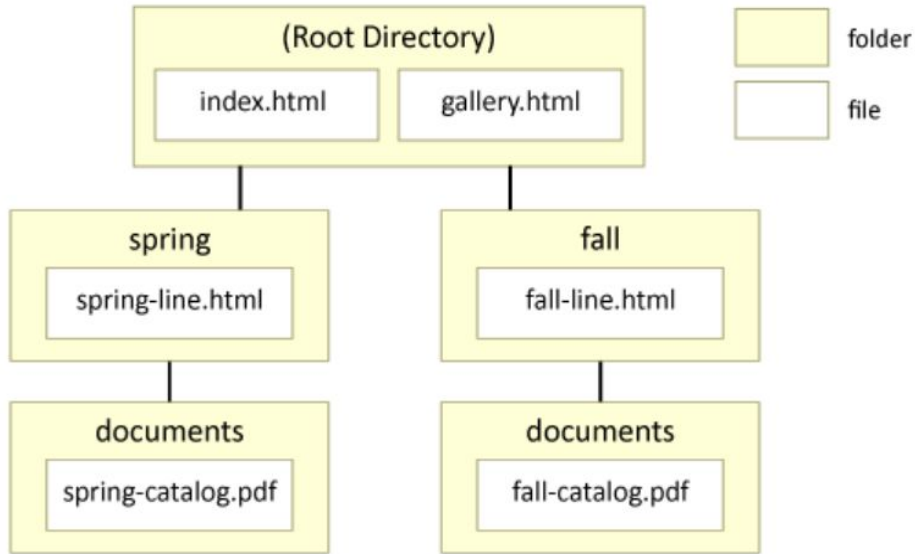 (Root Directory)
index.html
gallery.html
folder
file
spring
spring-line.html
fall
fall-line.html
documents
spring-catalog.pdf
documents
fall-catalog.pdf